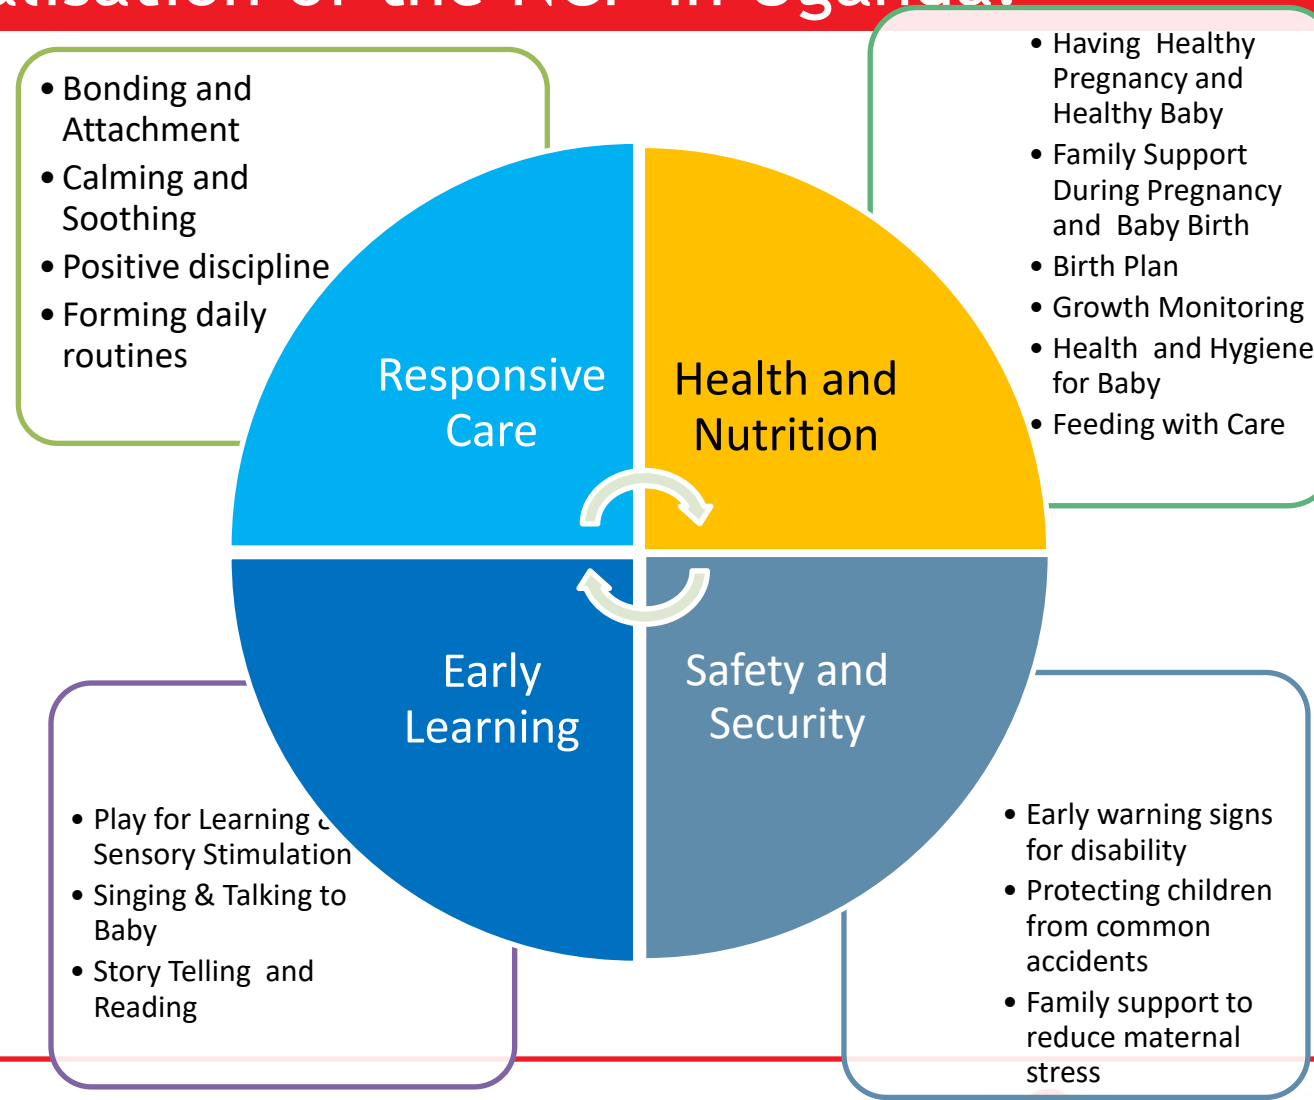 in Uganda.
• Bonding and
Attachment
• Calming and
Soothing
• Positive discipline
• Forming daily
routines
• Having  Healthy
Pregnancy and
Healthy Baby
• Family Support
During Pregnancy
and  Baby Birth
• Birth Plan
• Growth Monitoring
• Health  and Hygiene
for Baby
• Feeding with Care
Responsive
Care
Health and
Nutrition
Early
Learning
Safety and
Security
• Play for Learning
Sensory Stimulation
• Singing & Talking to
Baby
• Story Telling  and
Reading
• Early warning signs
for disability
• Protecting children
from common
accidents
• Family support to
reduce maternal
stress